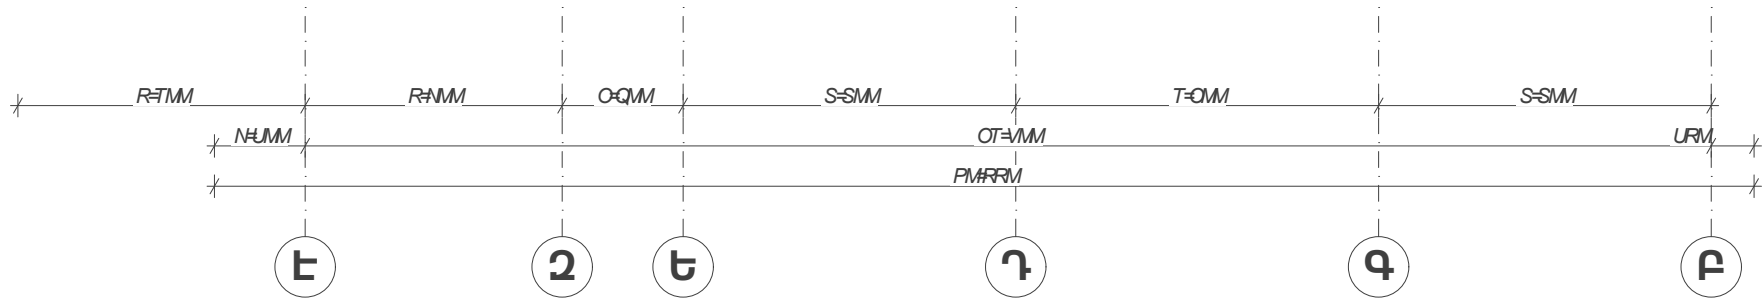 R=TMM R=NMM O=QMM S=SMM T=OMM S=SMM
N=UMM OT=VMM URM
PM=RRM
Է Զ Ե Դ Գ Բ